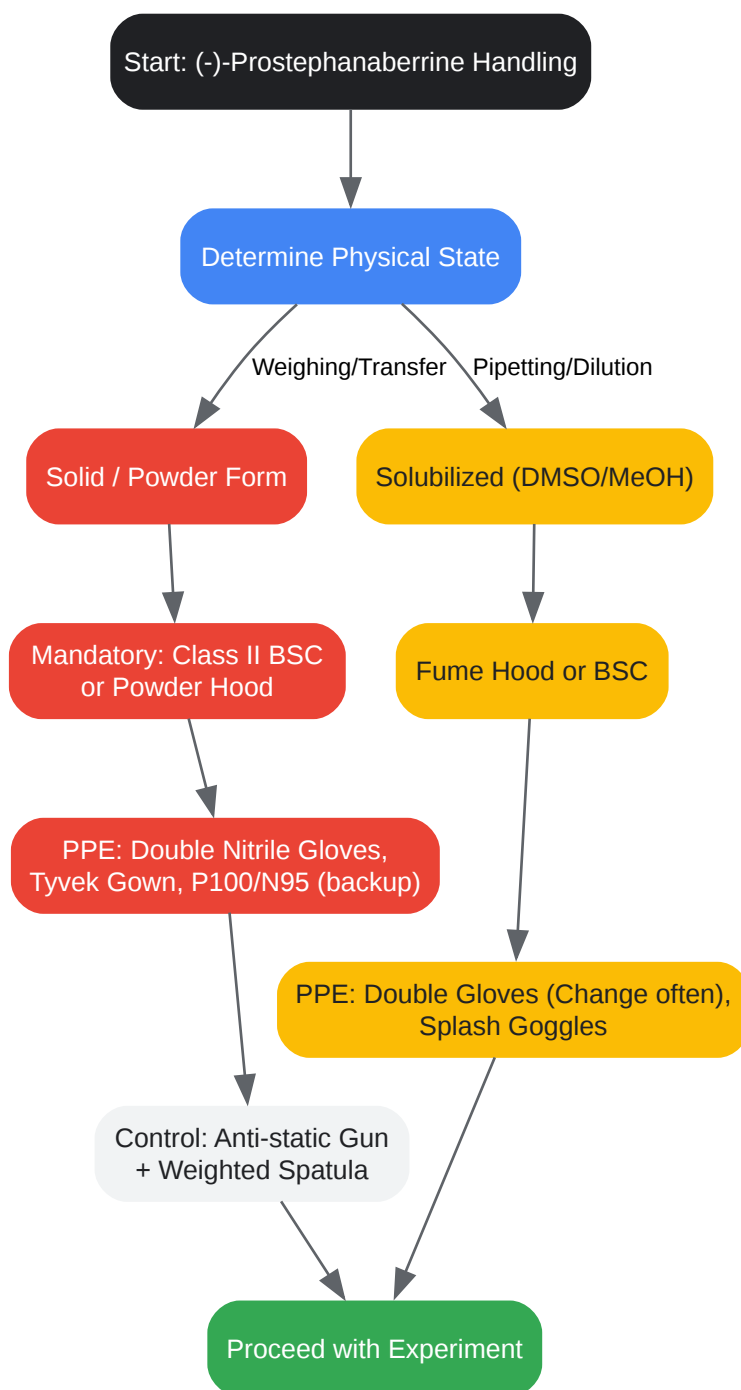 Start: (-)-Prostephanaberrine Handling
Determine Physical State
Weighing/Transfer
Pipetting/Dilution
Solid / Powder Form
Solubilized (DMSO/MeOH)
Mandatory: Class II BSC
or Powder Hood
Fume Hood or BSC
PPE: Double Nitrile Gloves,
Tyvek Gown, P100/N95 (backup)
PPE: Double Gloves (Change often),
Splash Goggles
Control: Anti-static Gun
+ Weighted Spatula
Proceed with Experiment